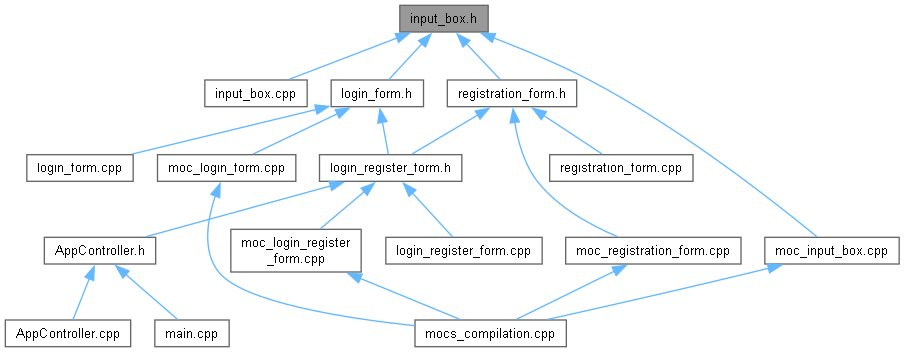 input_box.h
input_box.cpp
login_form.h
registration_form.h
login_form.cpp
moc_login_form.cpp
login_register_form.h
registration_form.cpp
AppController.h
moc_login_register
_form.cpp
login_register_form.cpp
moc_registration_form.cpp
moc_input_box.cpp
AppController.cpp
main.cpp
mocs_compilation.cpp